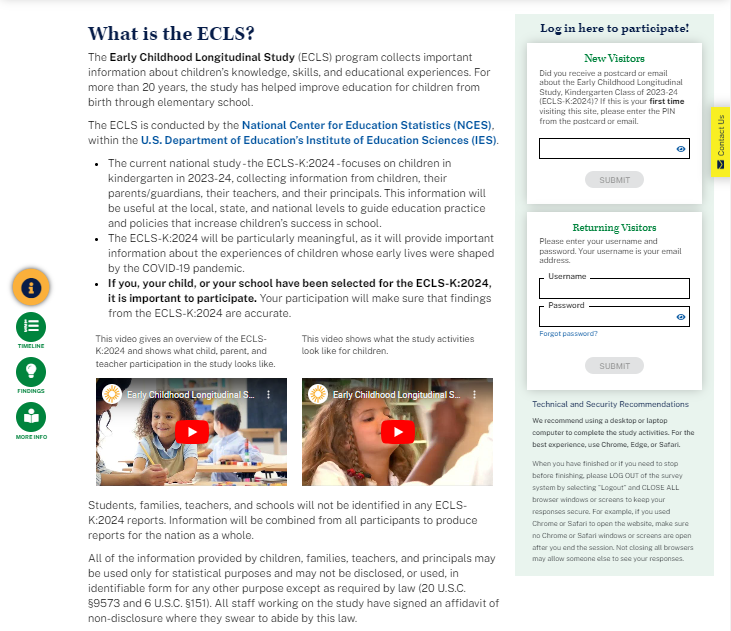 What is the ECLS?
The Early Childhood Longitudinal Study (ECLS) program collects important
information about children's knowledge, skills, and educational experiences. For
more than 20 years, the study has helped improve education for children from
birth through elementary school.
The ECLS is conducted by the National Center for Education Statistics (NCES),
within the U.S. Department of Education's Institute of Education Sciences (IES).
• The current national study - the ECLS-K:2024 - focuses on children in
kindergarten in 2023-24, collecting information from children, their
parents/guardians, their teachers, and their principals. This information will
be useful at the local, state, and national levels to guide education practice
and policies that increase children's success in school.
• The ECLS-K:2024 will be particularly meaningful, as it will provide important
information about the experiences of children whose early lives were shaped
by the COVID-19 pandemic.
• If you, your child, or your school have been selected for the ECLS-K:2024,
it is important to participate. Your participation will make sure that findings
from the ECLS-K:2024 are accurate.
This video gives an overview of the ECLS-
K:2024 and shows what child, parent, and
teacher participation in the study looks like.
Early Childhood Longitudinal S...
This video shows what the study activities
look like for children.
Early Childhood Longitudinal S...
Students, families, teachers, and schools will not be identified in any ECLS-
K:2024 reports. Information will be combined from all participants to produce
reports for the nation as a whole.
All of the information provided by children, families, teachers, and principals may
be used only for statistical purposes and may not be disclosed, or used, in
identifiable form for any other purpose except as required by law (20 U.S.C.
§9573 and 6 U.S.C. §151). All staff working on the study have signed an affidavit of
non-disclosure where they swear to abide by this law.
TIMELINE
FINDINGS
MORE INFO
Log in here to participate!
New Visitors
Did you receive a postcard or email
about the Early Childhood Longitudinal
Study, Kindergarten Class of 2023-24
(ECLS-K:2024)? If this is your first time
visiting this site, please enter the PIN
from the postcard or email.
SUBMIT
Returning Visitors
Please enter your username and
password. Your username is your email
address.
Username
Password
Forgot password?
SUBMIT
Technical and Security Recommendations
We recommend using a desktop or laptop
computer to complete the study activities. For the
best experience, use Chrome, Edge, or Safari.
When you have finished or if you need to stop
before finishing, please LOG OUT of the survey
system by selecting "Logout" and CLOSE ALL
browser windows or screens to keep your
responses secure. For example, if you used
Chrome or Safari to open the website, make sure
no Chrome or Safari windows or screens are open
after you end the session. Not closing all browsers
may allow someone else to see your responses.
Contact Us